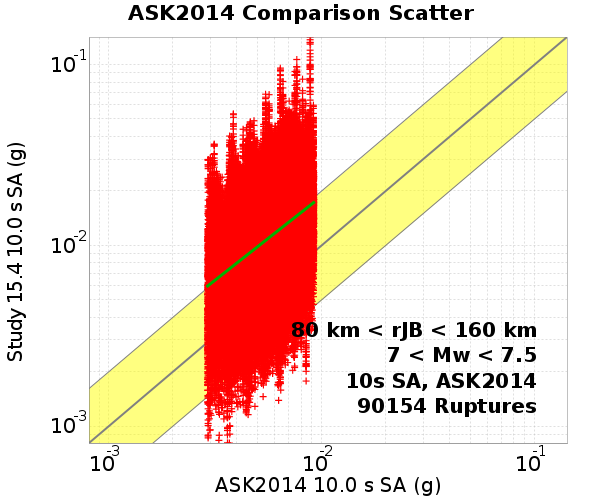 ASK2014 Comparison Scatter
Study 15.4 10.0 s SA (g)
10-1
10-2
10-3
80 km < rJB < 160 km
7 < Mw < 7.5
10s SA, ASK2014
90154 Ruptures
10-3 10-2 10-1
ASK2014 10.0 s SA (g)